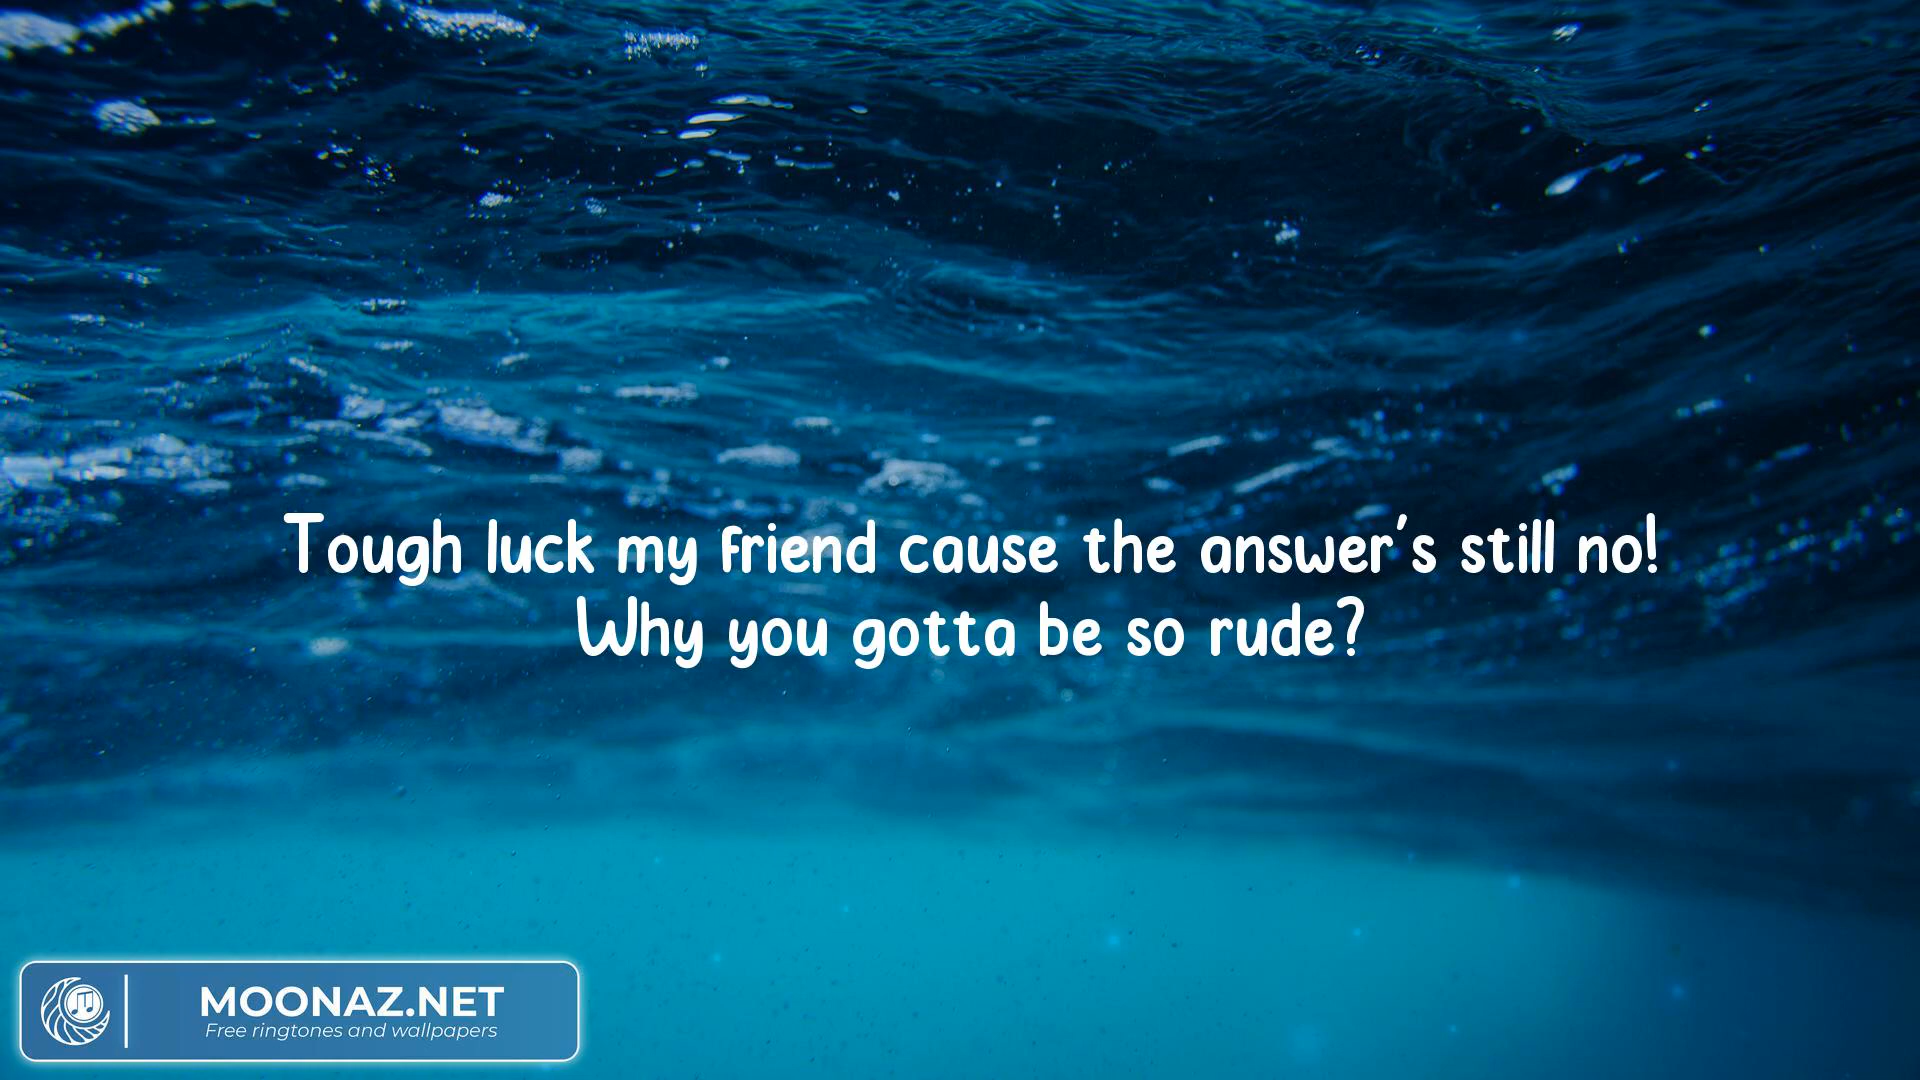 Tough luck my friend cause the answer's still no!
Why you gotta be so rude?
MOONAZ.NET
Free ringtones and wallpapers